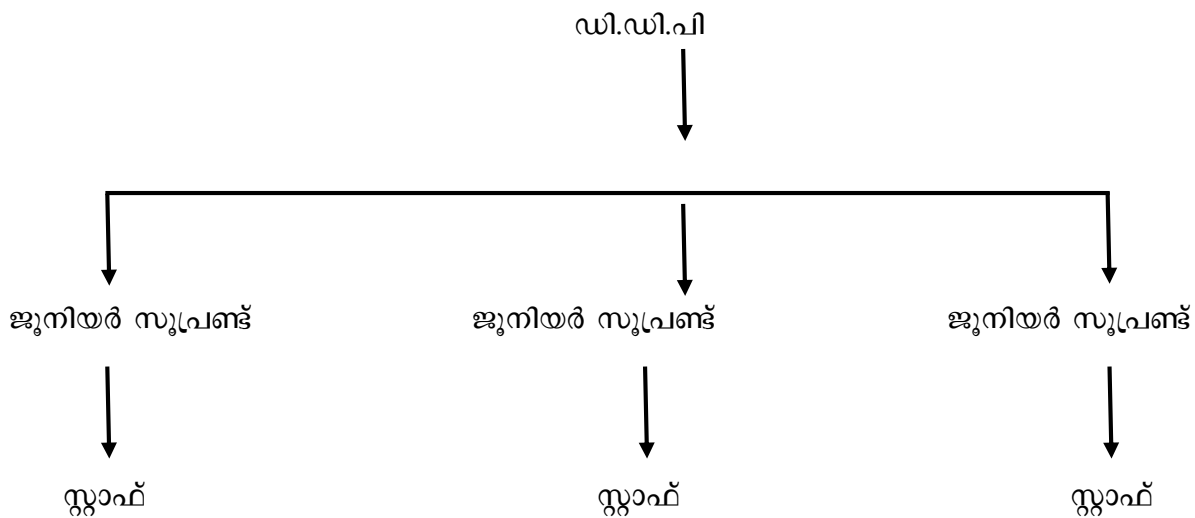 ഡി.ഡി.പി
ജൂനിയർ സൂപ്രണ്ട് ജൂനിയർ സൂപ്രണ്ട് ജൂനിയർ സൂപ്രണ്ട്
സ്റ്റാഫ് സ്റ്റാഫ് സ്റ്റാഫ്